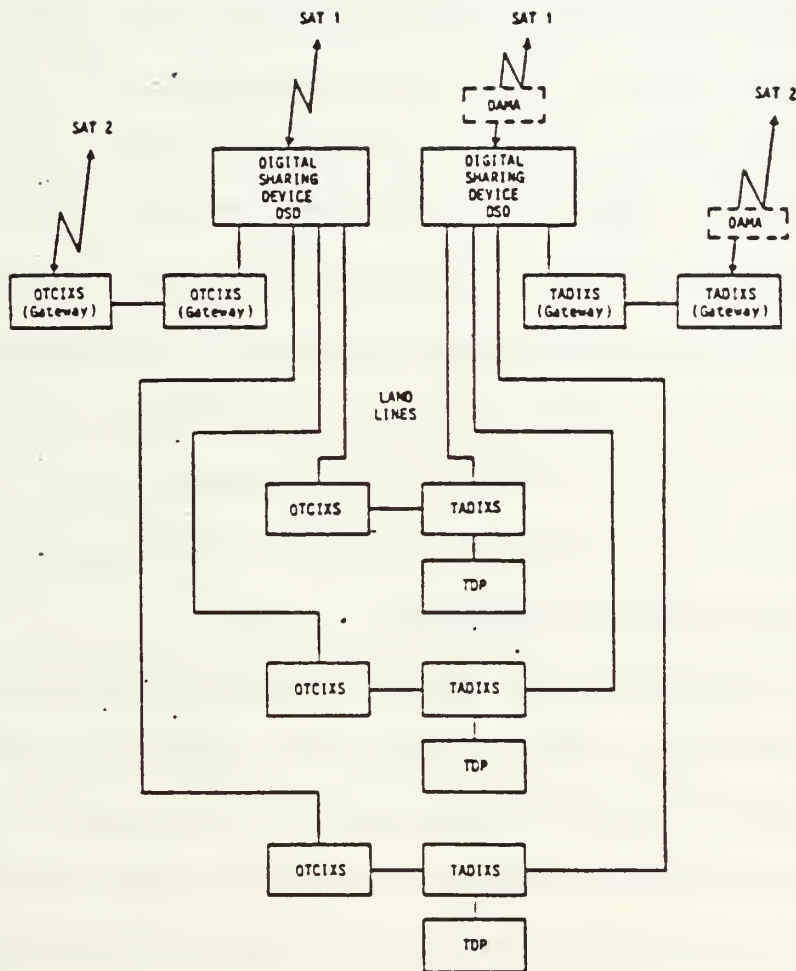 SAT 1
SAT 1
DAMA
SAT 2
SAT 2
DIGITAL
SHARING
DEVICE
DSD
DIGITAL
SHARING
DEVICE
DSD
DAMA
OTCIXS
(Gateway)
OTCIXS
(Gateway)
TADIXS
(Gateway)
TADIXS
(Gateway)
LAND
LINES
OTCIXS
TADIXS
TDP
OTCIXS
TADIXS
TDP
OTCIXS
TADIXS
TDP